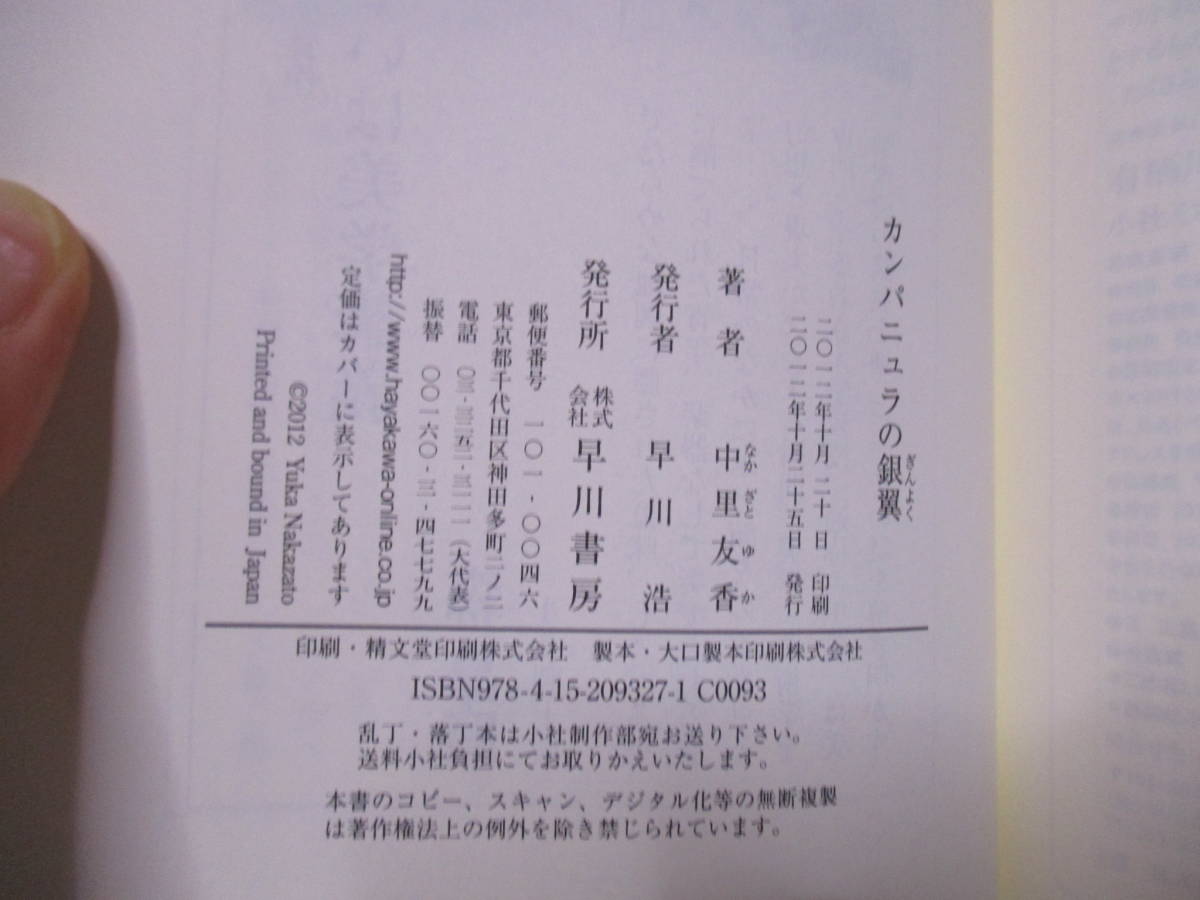 カンパニュラの銀翼
ぎんよく
二〇一二年十月 二十 日 印刷
二〇一二年十月二十五日 発行
著者 中里友香
なか ざと ゆ か
発行者 早川 浩
発行所 株式会社 早川書房
郵便番号 一〇一-〇〇四六
東京都千代田区神田多町二ノ二
電話 〇三-三二五二-三一一一（大代表）
振替 〇〇一六〇-三-四七七九九
http://www.hayakawa-online.co.jp
定価はカバーに表示してあります
©2012 Yuka Nakazato
Printed and bound in Japan
印刷・精文堂印刷株式会社 製本・大口製本印刷株式会社
ISBN978-4-15-209327-1 C0093
乱丁・落丁本は小社制作部宛お送り下さい。
送料小社負担にてお取りかえいたします。
本書のコピー、スキャン、デジタル化等の無断複製
は著作権法上の例外を除き禁じられています。